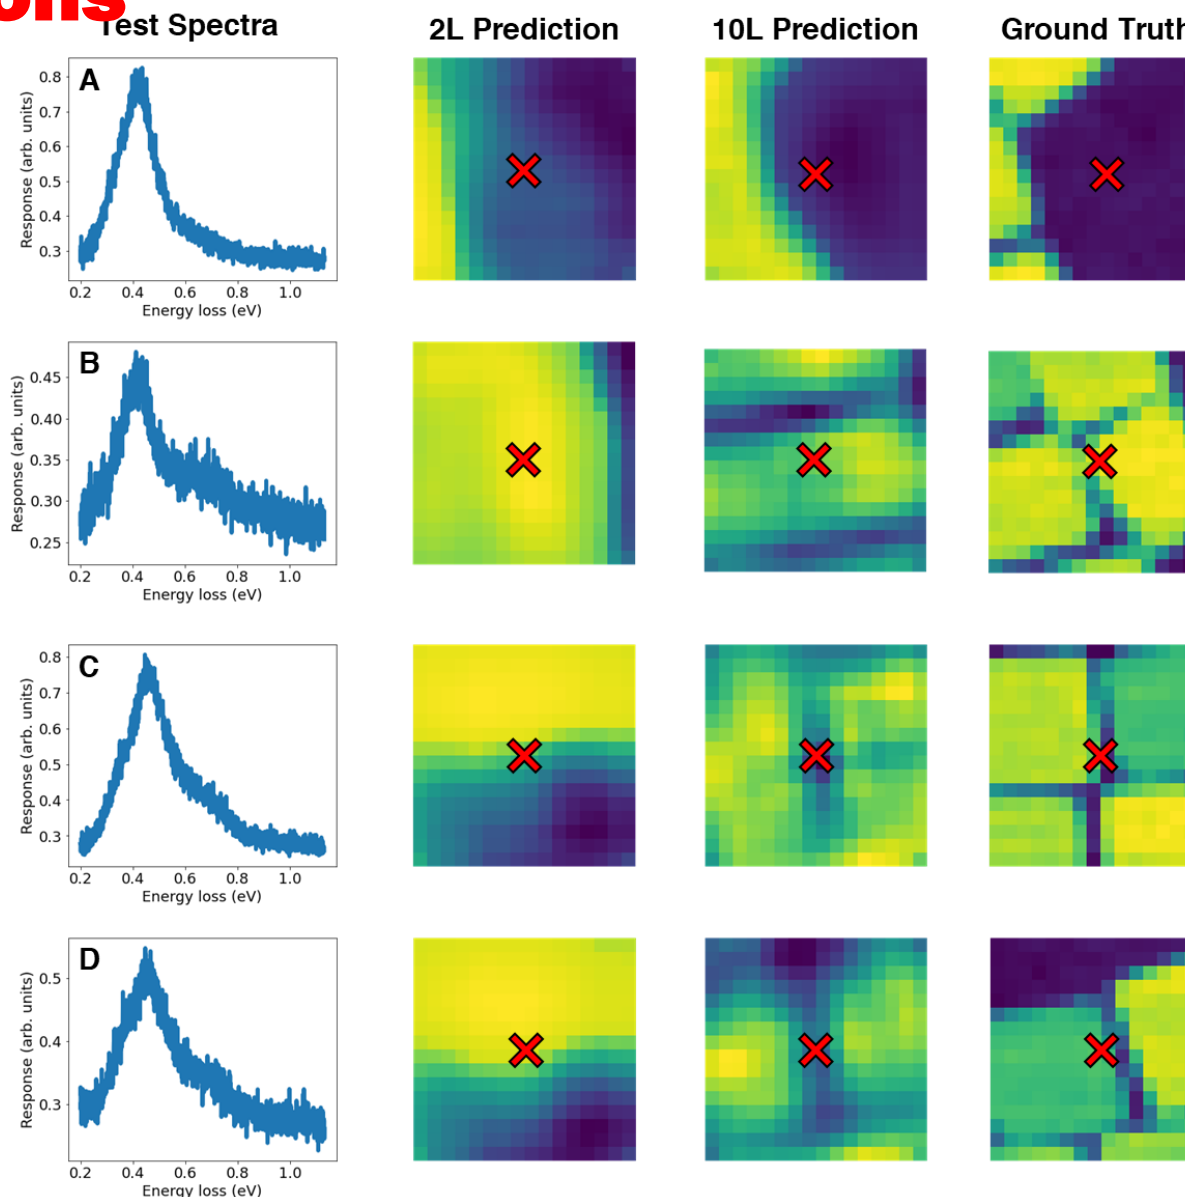 Test Spectra 2L Prediction 10L Prediction Ground Truth
A
Response (arb. units)
0.8
0.7
0.6
0.5
0.4
0.3
0.2 0.4 0.6 0.8 1.0
Energy loss (eV)
B
Response (arb. units)
0.45
0.40
0.35
0.30
0.25
0.2 0.4 0.6 0.8 1.0
Energy loss (eV)
C
Response (arb. units)
0.8
0.7
0.6
0.5
0.4
0.3
0.2 0.4 0.6 0.8 1.0
Energy loss (eV)
D
Response (arb. units)
0.5
0.4
0.3
0.2 0.4 0.6 0.8 1.0
Energy loss (eV)